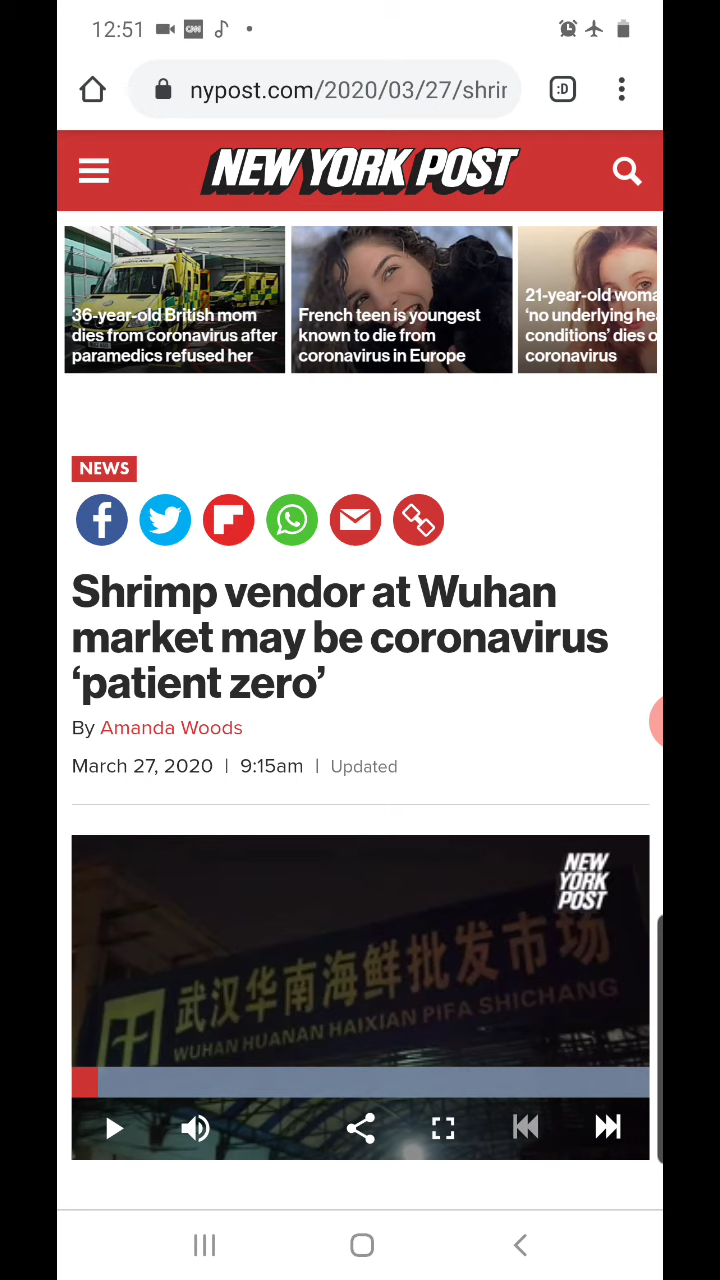 12:51
nypost.com/2020/03/27/shrir
:D
NEW YORK POST
36-year-old British mom
dies from coronavirus after
paramedics refused her
French teen is youngest
known to die from
coronavirus in Europe
21-year-old woma
‘no underlying hea
conditions’ dies o
coronavirus
NEWS
Shrimp vendor at Wuhan
market may be coronavirus
‘patient zero’
By Amanda Woods
March 27, 2020 | 9:15am | Updated
NEW
YORK
POST
武汉华南海鲜批发市场
WUHAN HUANAN HAIXIAN PIFA SHICHANG